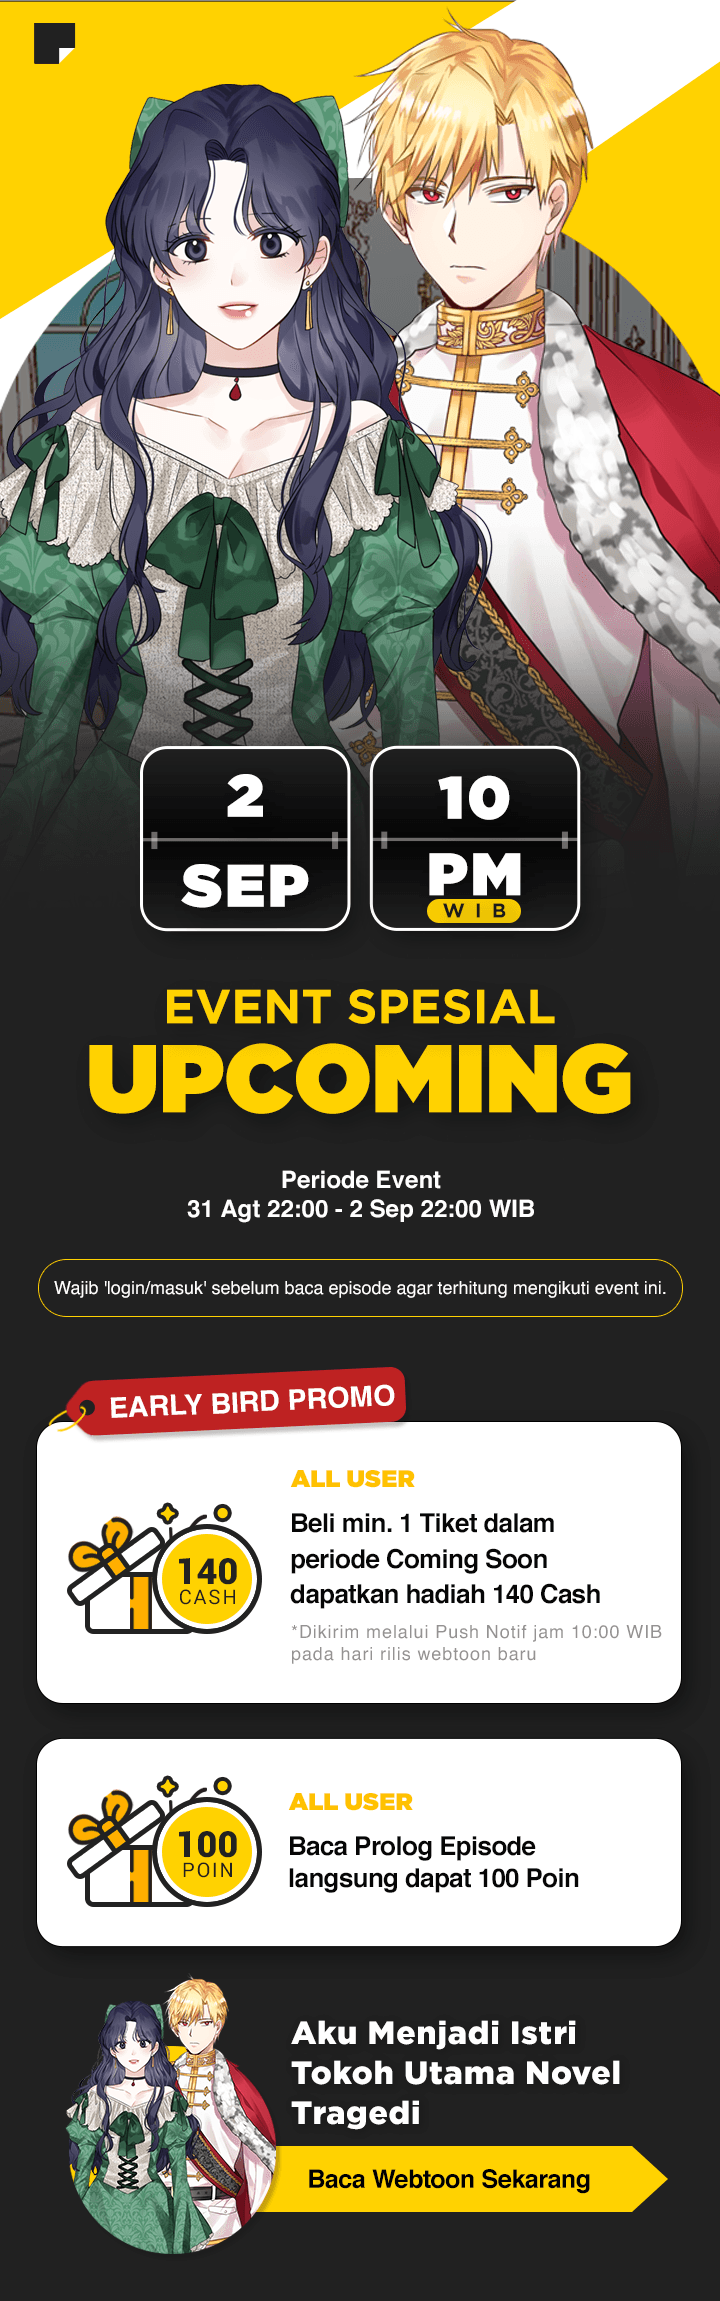 2
SEP
10
PM
WIB
EVENT SPESIAL
UPCOMING
Periode Event
31 Agt 22:00 - 2 Sep 22:00 WIB
Wajib 'login/masuk' sebelum baca episode agar terhitung mengikuti event ini.
EARLY BIRD PROMO
140
CASH
ALL USER
Beli min. 1 Tiket dalam
periode Coming Soon
dapatkan hadiah 140 Cash
*Dikirim melalui Push Notif jam 10:00 WIB
pada hari rilis webtoon baru
100
POIN
ALL USER
Baca Prolog Episode
langsung dapat 100 Poin
Aku Menjadi Istri
Tokoh Utama Novel
Tragedi
Baca Webtoon Sekarang